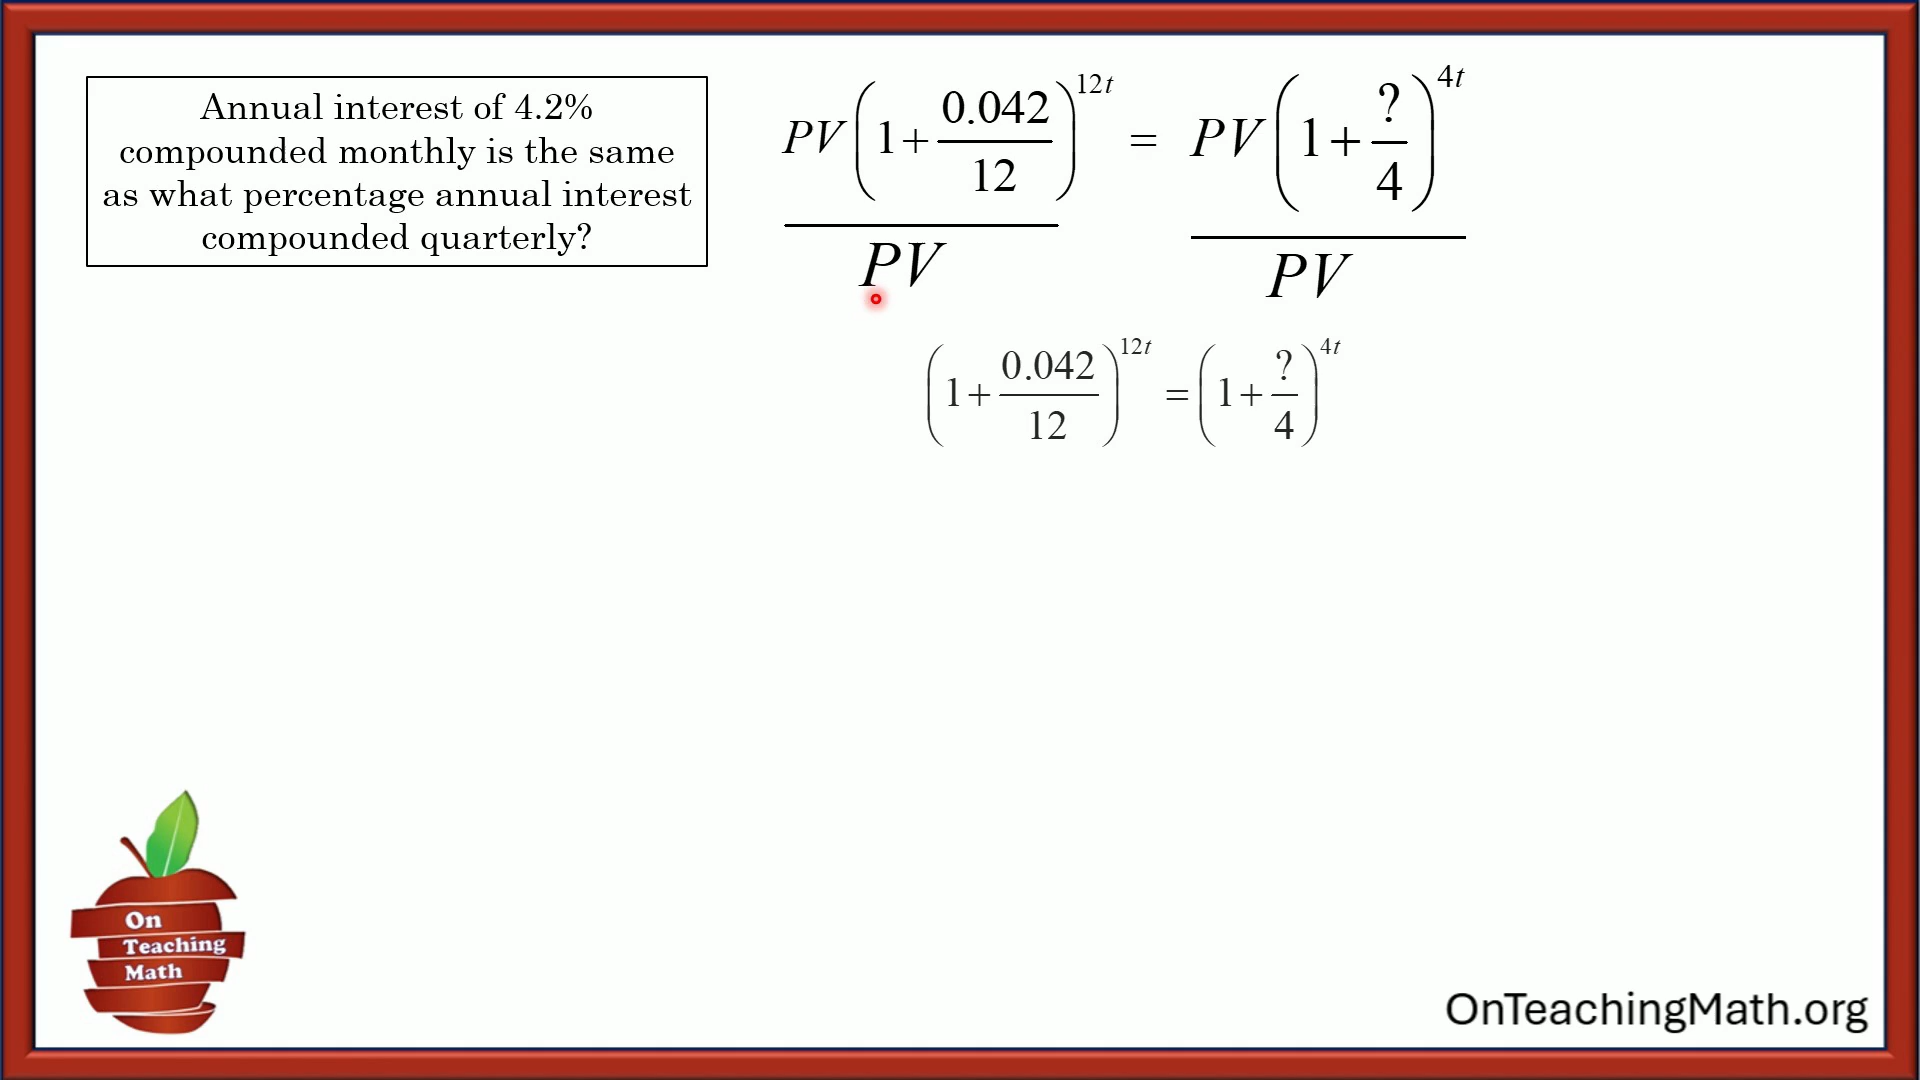 Annual interest of 4.2%
compounded monthly is the same
as what percentage annual interest
compounded quarterly?
PV(1+0.042/12)^12t = PV(1+?/4)^4t
PV PV
(1+0.042/12)^12t = (1+?/4)^4t
On
Teaching
Math
OnTeachingMath.org